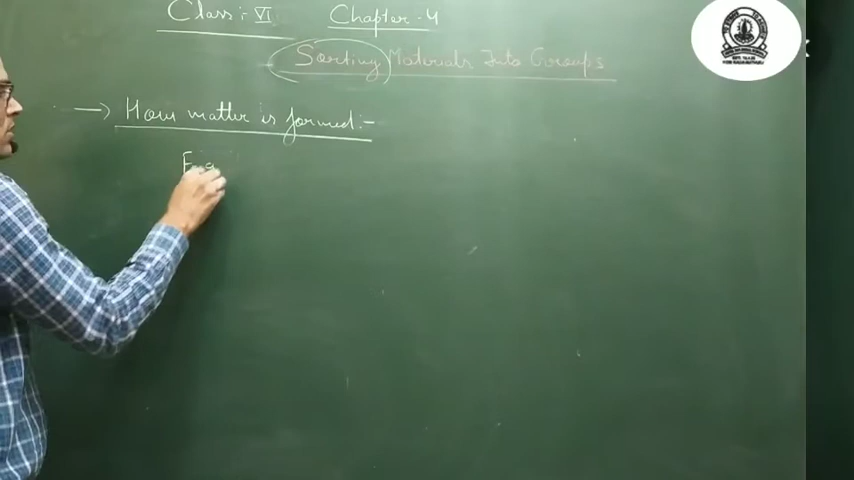 Class :- VI Chapter - 4
Sorting Materials Into Groups
→ How matter is formed :-